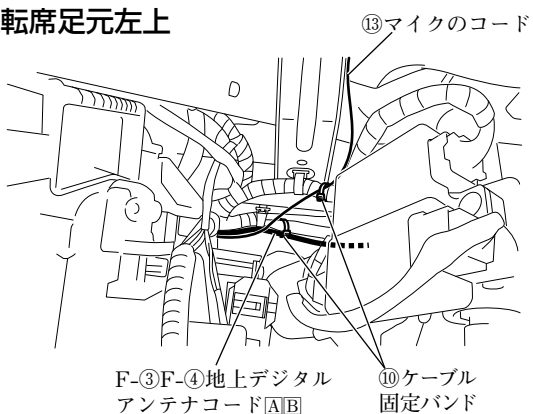 転席足元左上
⑬マイクのコード
F-③F-④地上デジタル
アンテナコードAB
⑩ケーブル
固定バンド